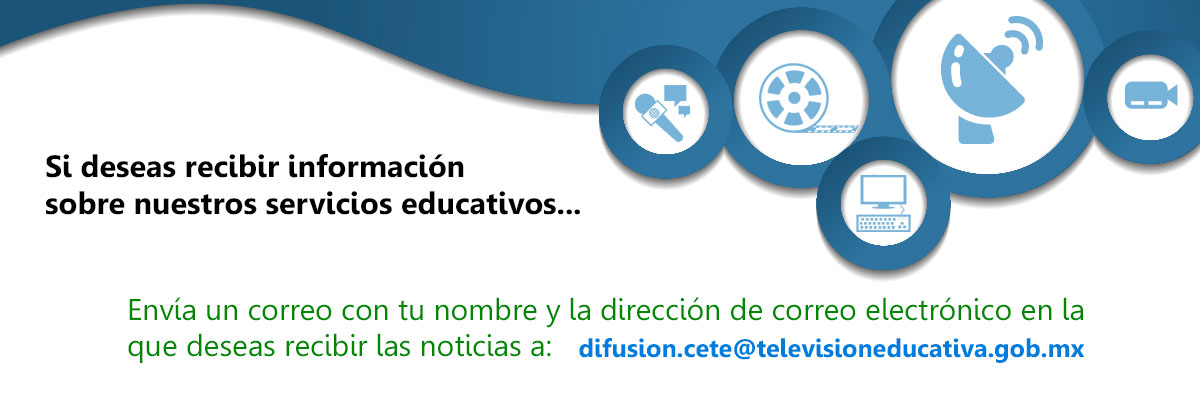 Si deseas recibir información
sobre nuestros servicios educativos...
Envía un correo con tu nombre y la dirección de correo electrónico en la
que deseas recibir las noticias a: difusion.cete@televisioneducativa.gob.mx